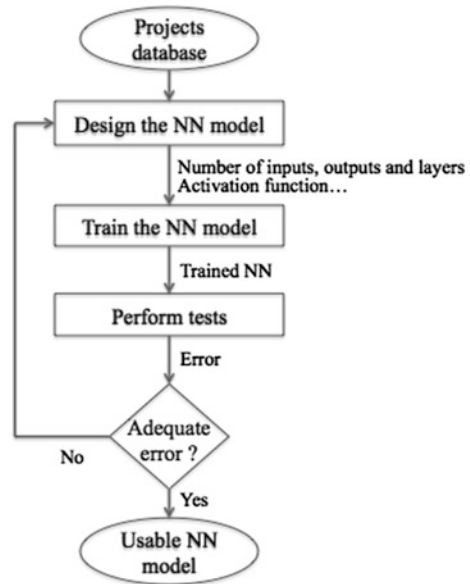 Projects
database
Design the NN model
Number of inputs, outputs and layers
Activation function...
Train the NN model
Trained NN
Perform tests
Error
Adequate
error ?
No
Yes
Usable NN
model